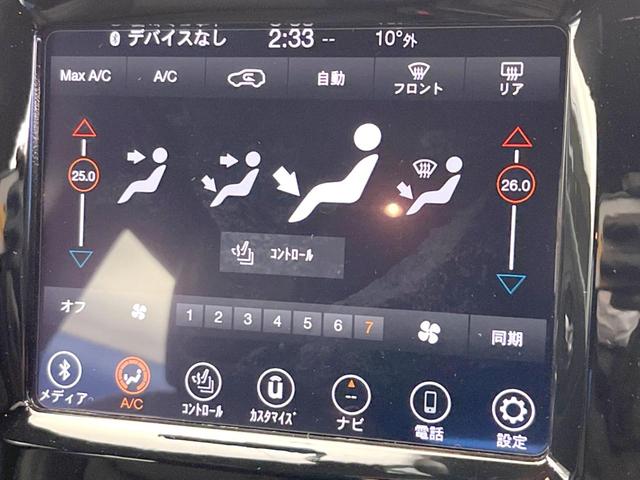 デバイスなし 2:33 -- 10°外
Max A/C A/C 自動 フロント リア
25.0 26.0
コントロール
オフ 1 2 3 4 5 6 7 同期
メディア A/C コントロール カスタマイズ ナビ 電話 設定